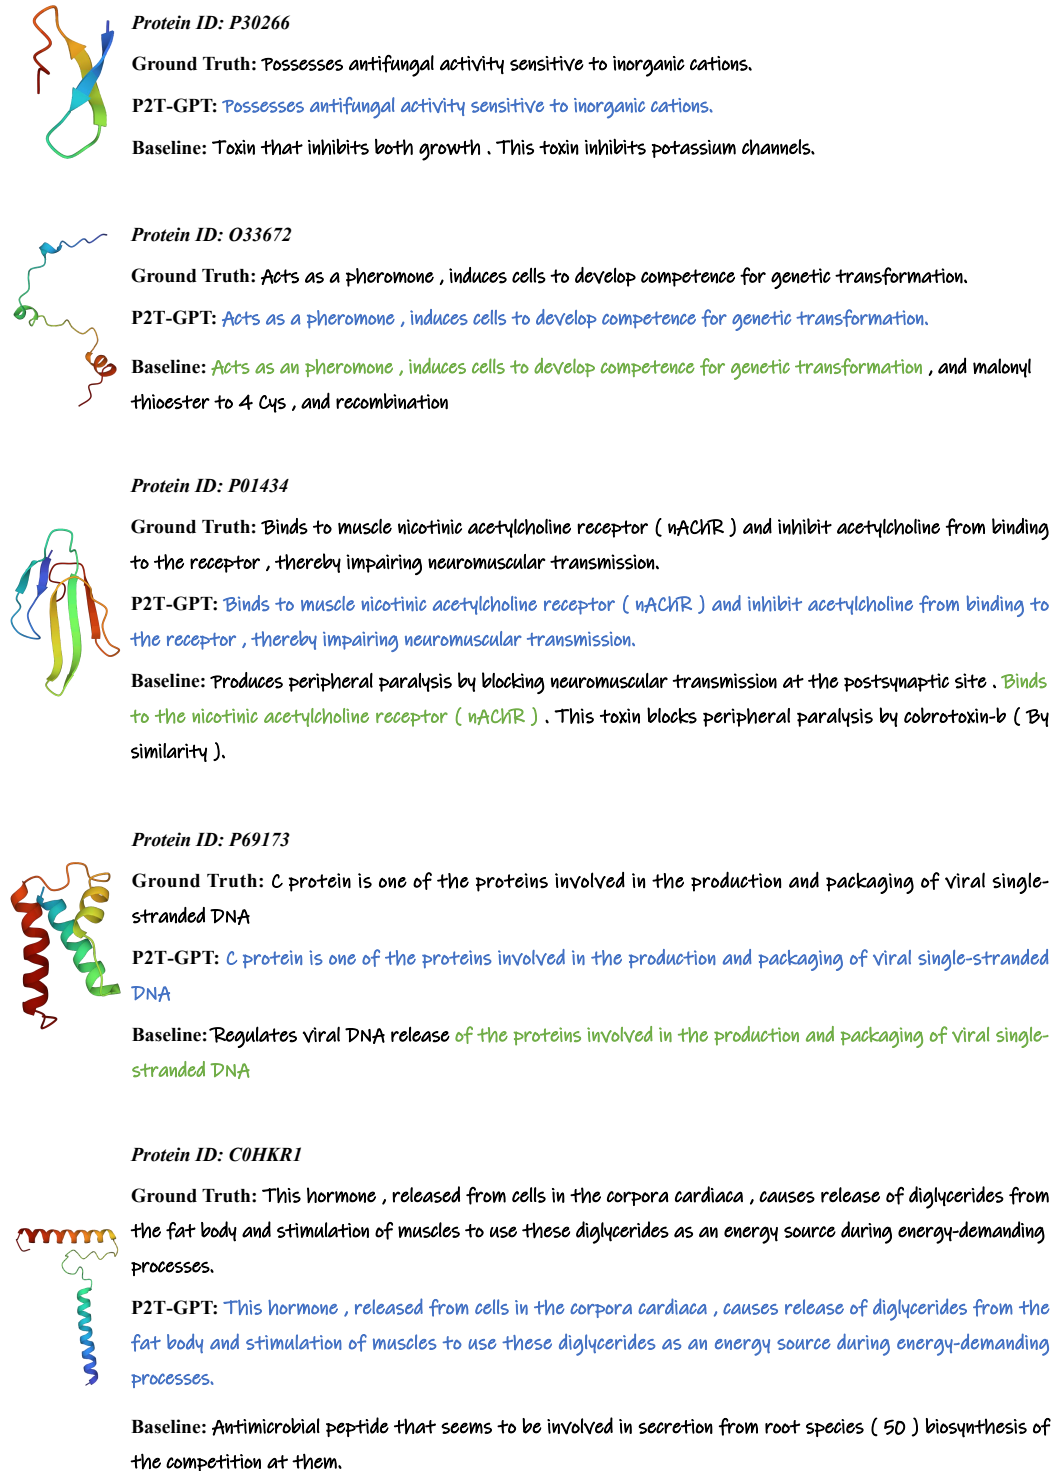 Protein ID: P30266
Ground Truth: Possesses antifungal activity sensitive to inorganic cations.
P2T-GPT: Possesses antifungal activity sensitive to inorganic cations.
Baseline: Toxin that inhibits both growth . This toxin inhibits potassium channels.
Protein ID: O33672
Ground Truth: Acts as a pheromone , induces cells to develop competence for genetic transformation.
P2T-GPT: Acts as a pheromone , induces cells to develop competence for genetic transformation.
Baseline: Acts as an pheromone , induces cells to develop competence for genetic transformation , and malonyl
thioester to 4 Cys , and recombination
Protein ID: P01434
Ground Truth: Binds to muscle nicotinic acetylcholine receptor ( nAChR ) and inhibit acetylcholine from binding
to the receptor , thereby impairing neuromuscular transmission.
P2T-GPT: Binds to muscle nicotinic acetylcholine receptor ( nAChR ) and inhibit acetylcholine from binding to
the receptor , thereby impairing neuromuscular transmission.
Baseline: Produces peripheral paralysis by blocking neuromuscular transmission at the postsynaptic site . Binds
to the nicotinic acetylcholine receptor ( nAChR ) . This toxin blocks peripheral paralysis by cobrotoxin-b ( By
similarity ).
Protein ID: P69173
Ground Truth: C protein is one of the proteins involved in the production and packaging of viral single-
stranded DNA
P2T-GPT: C protein is one of the proteins involved in the production and packaging of viral single-stranded
DNA
Baseline: Regulates viral DNA release of the proteins involved in the production and packaging of viral single-
stranded DNA
Protein ID: C0HKR1
Ground Truth: This hormone , released from cells in the corpora cardiaca , causes release of diglycerides from
the fat body and stimulation of muscles to use these diglycerides as an energy source during energy-demanding
processes.
P2T-GPT: This hormone , released from cells in the corpora cardiaca , causes release of diglycerides from the
fat body and stimulation of muscles to use these diglycerides as an energy source during energy-demanding
processes.
Baseline: Antimicrobial peptide that seems to be involved in secretion from root species ( 50 ) biosynthesis of
the competition at them.